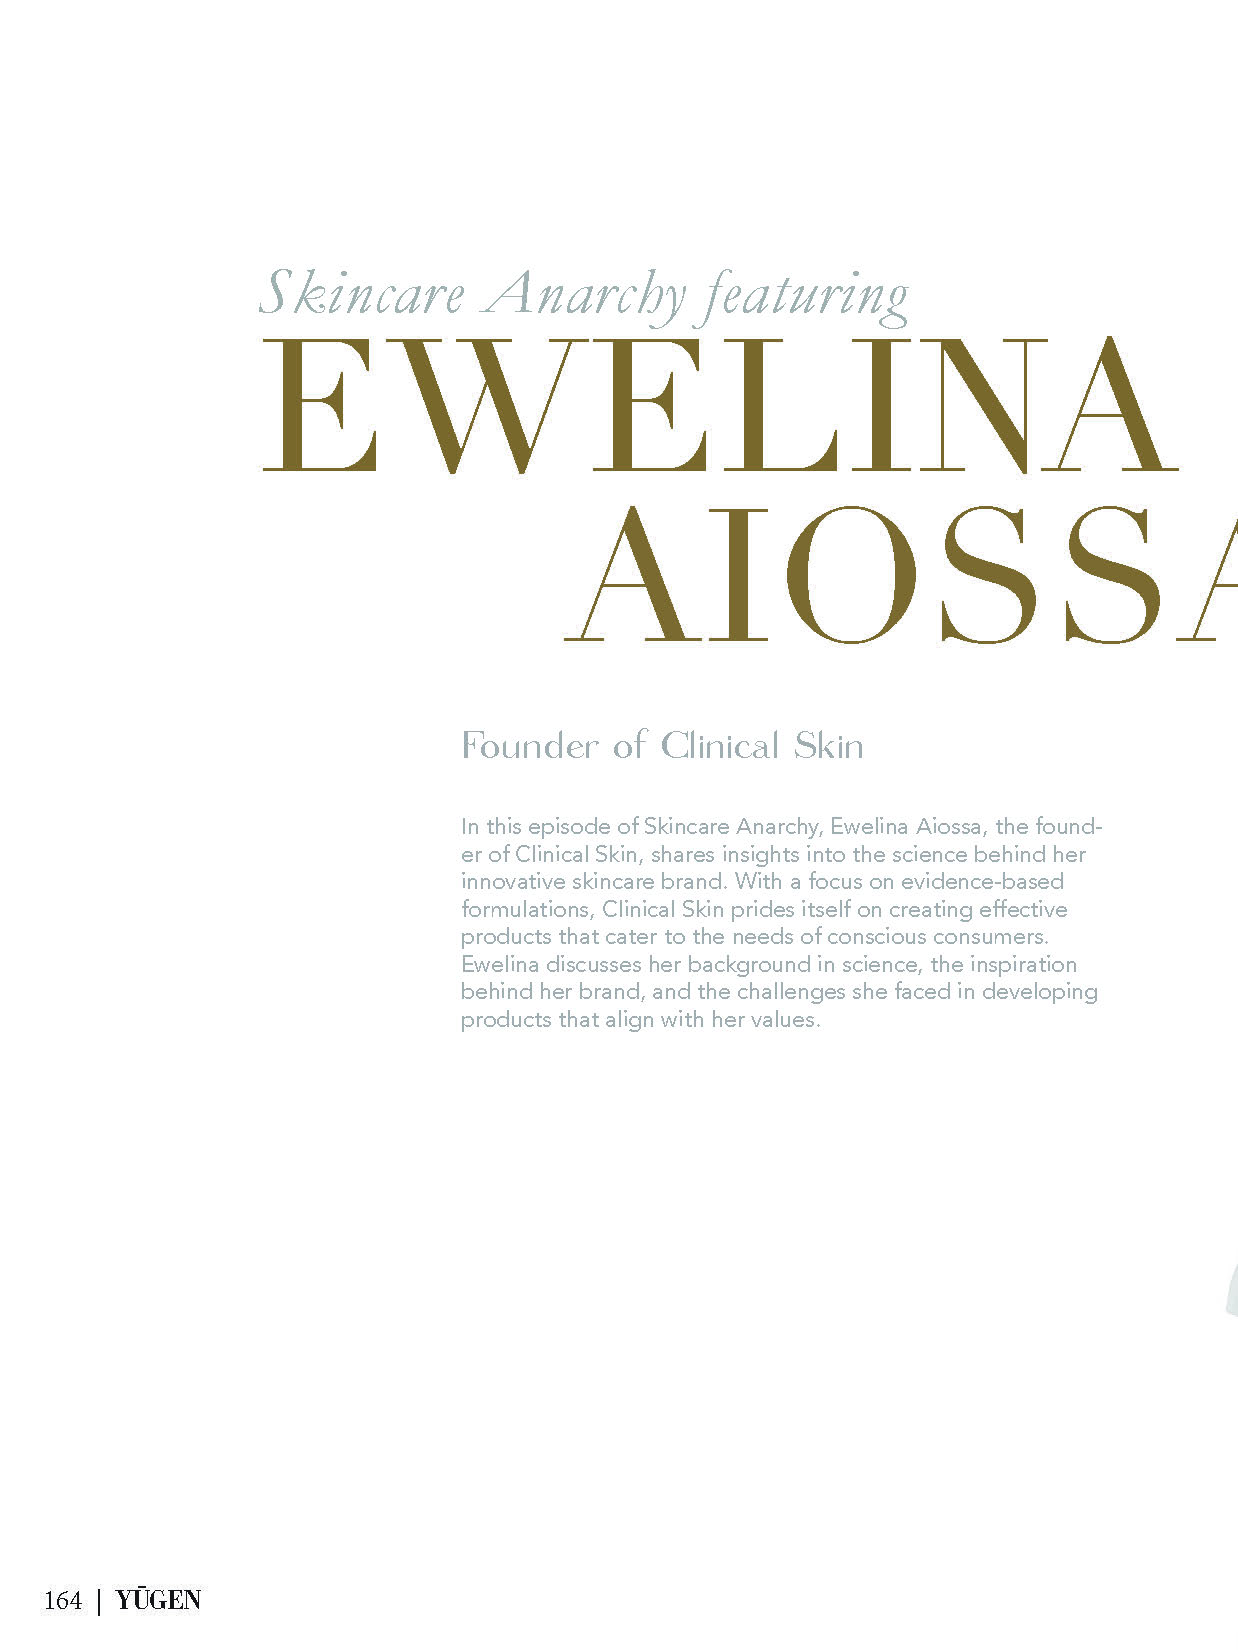 Skincare Anarchy featuring
EWELINA
AIOSSA
Founder of Clinical Skin
In this episode of Skincare Anarchy, Ewelina Aiossa, the found-
er of Clinical Skin, shares insights into the science behind her
innovative skincare brand. With a focus on evidence-based
formulations, Clinical Skin prides itself on creating effective
products that cater to the needs of conscious consumers.
Ewelina discusses her background in science, the inspiration
behind her brand, and the challenges she faced in developing
products that align with her values.
164 | YŪGEN